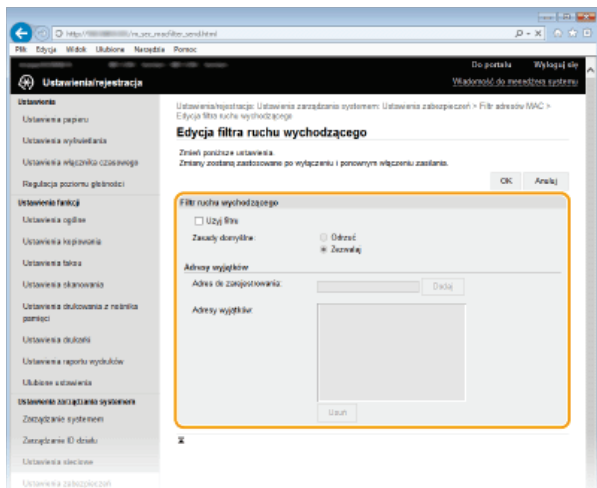 http://
/m_sec_macfilter_send.html
Plik Edycja Widok Ulubione Narzędzia Pomoc
Do portalu Wyloguj się
Ustawienia/rejestracja
Wiadomość do menedżera systemu
Ustawienia
Ustawienia papieru
Ustawienia wyświetlania
Ustawienia włącznika czasowego
Regulacja poziomu głośności
Ustawienia funkcji
Ustawienia ogólne
Ustawienia kopiowania
Ustawienia faksu
Ustawienia skanowania
Ustawienia drukowania z nośnika
pamięci
Ustawienia drukarki
Ustawienia raportu wydruków
Ulubione ustawienia
Ustawienia zarządzania systemem
Zarządzanie systemem
Zarządzanie ID działu
Ustawienia sieciowe
Ustawienia zabezpieczeń
Ustawienia/rejestracja: Ustawienia zarządzania systemem: Ustawienia zabezpieczeń > Filtr adresów MAC >
Edycja filtra ruchu wychodzącego
Edycja filtra ruchu wychodzącego
Zmień poniższe ustawienia.
Zmiany zostaną zastosowane po wyłączeniu i ponownym włączeniu zasilania.
OK Anuluj
Filtr ruchu wychodzącego
Użyj filtru
Zasady domyślne: Odrzuć
Zezwalaj
Adresy wyjątków
Adres do zarejestrowania: Dodaj
Adresy wyjątków:
Usuń